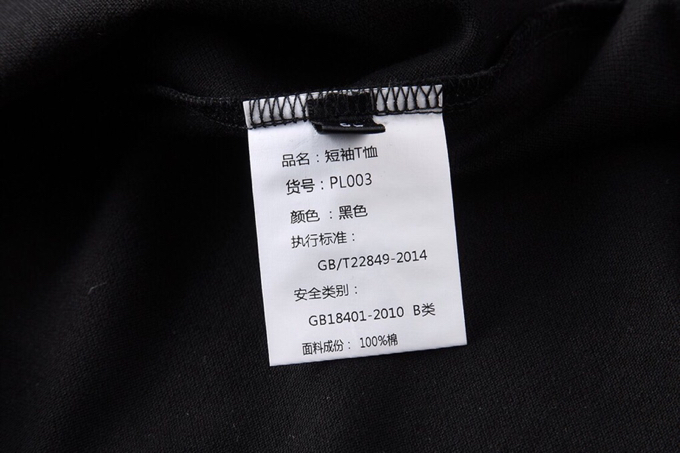 品名：短袖T恤
货号：PL003
颜色 ：黑色
执行标准：
GB/T22849-2014
安全类别：
GB18401-2010 B类
面料成份：100%棉